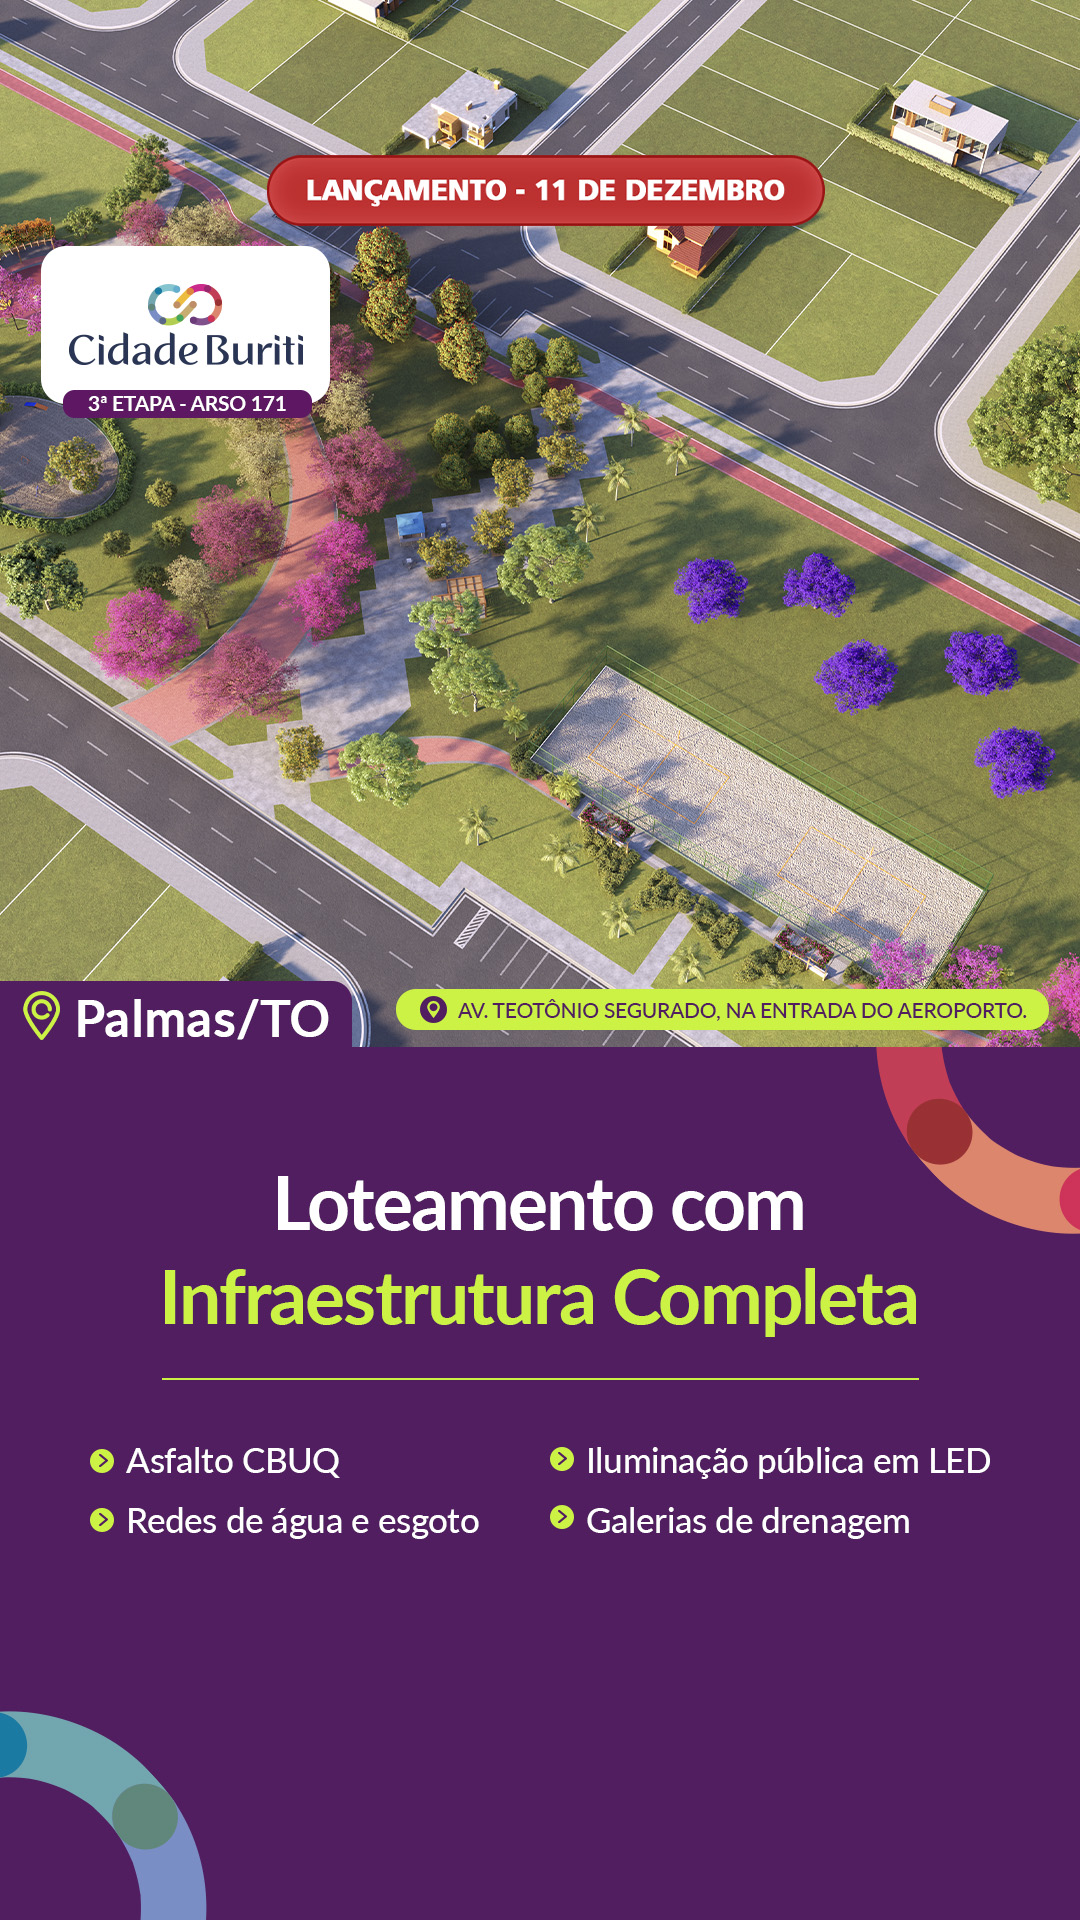 LANÇAMENTO - 11 DE DEZEMBRO
Cidade Buriti
3ª ETAPA - ARSO 171
Palmas/TO
AV. TEOTÔNIO SEGURADO, NA ENTRADA DO AEROPORTO.
Loteamento com
Infraestrutura Completa
Asfalto CBUQ
Redes de água e esgoto
Iluminação pública em LED
Galerias de drenagem